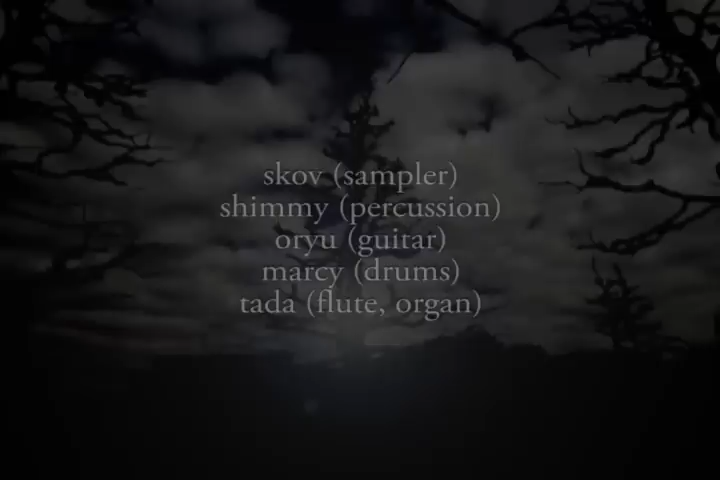 skov (sampler)
shimmy (percussion)
oryu (guitar)
marcy (drums)
tada (flute, organ)